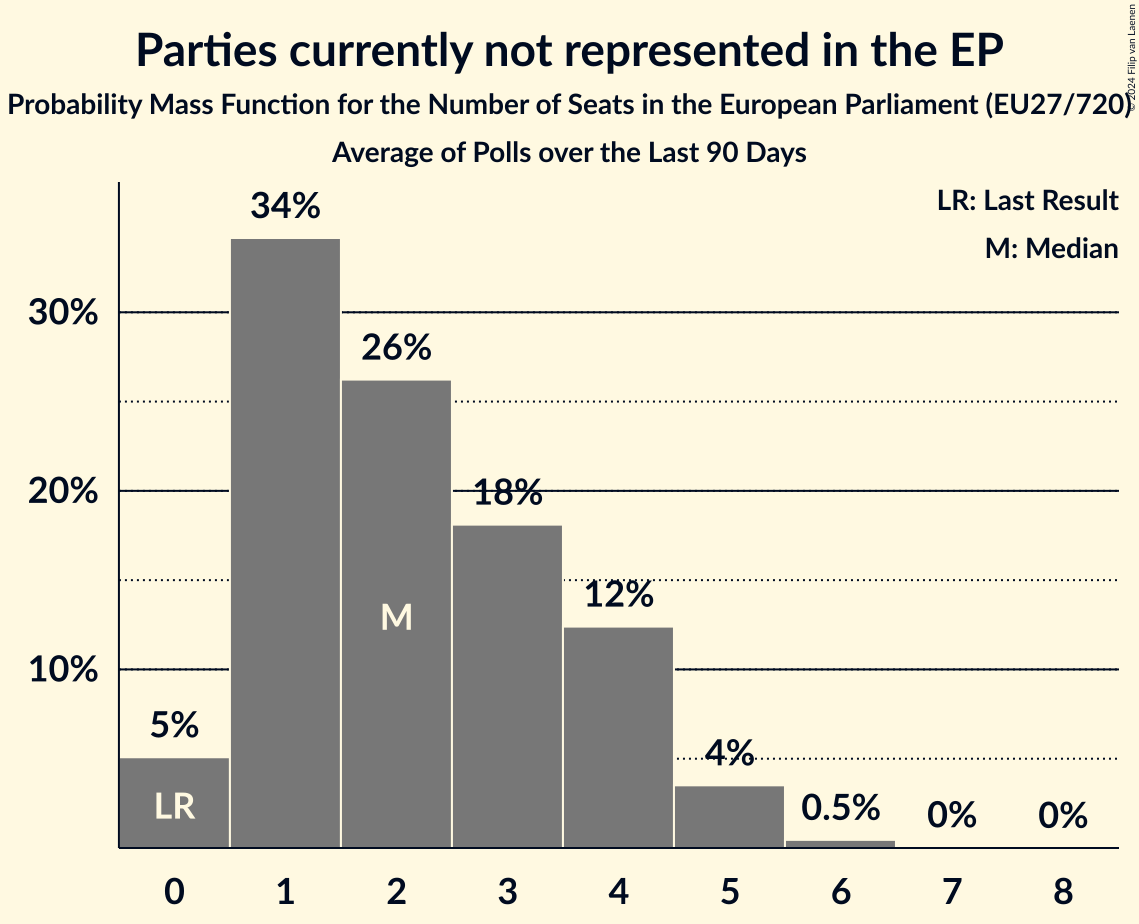 Parties currently not represented in the EP
© 2024 Filip van Laenen
Probability Mass Function for the Number of Seats in the European Parliament (EU27/720)
Average of Polls over the Last 90 Days
LR: Last Result
M: Median
34%
30%
26%
20%
18%
12%
M
10%
5%
4%
LR
0.5%
0%
0%
0 1 2 3 4 5 6 7 8